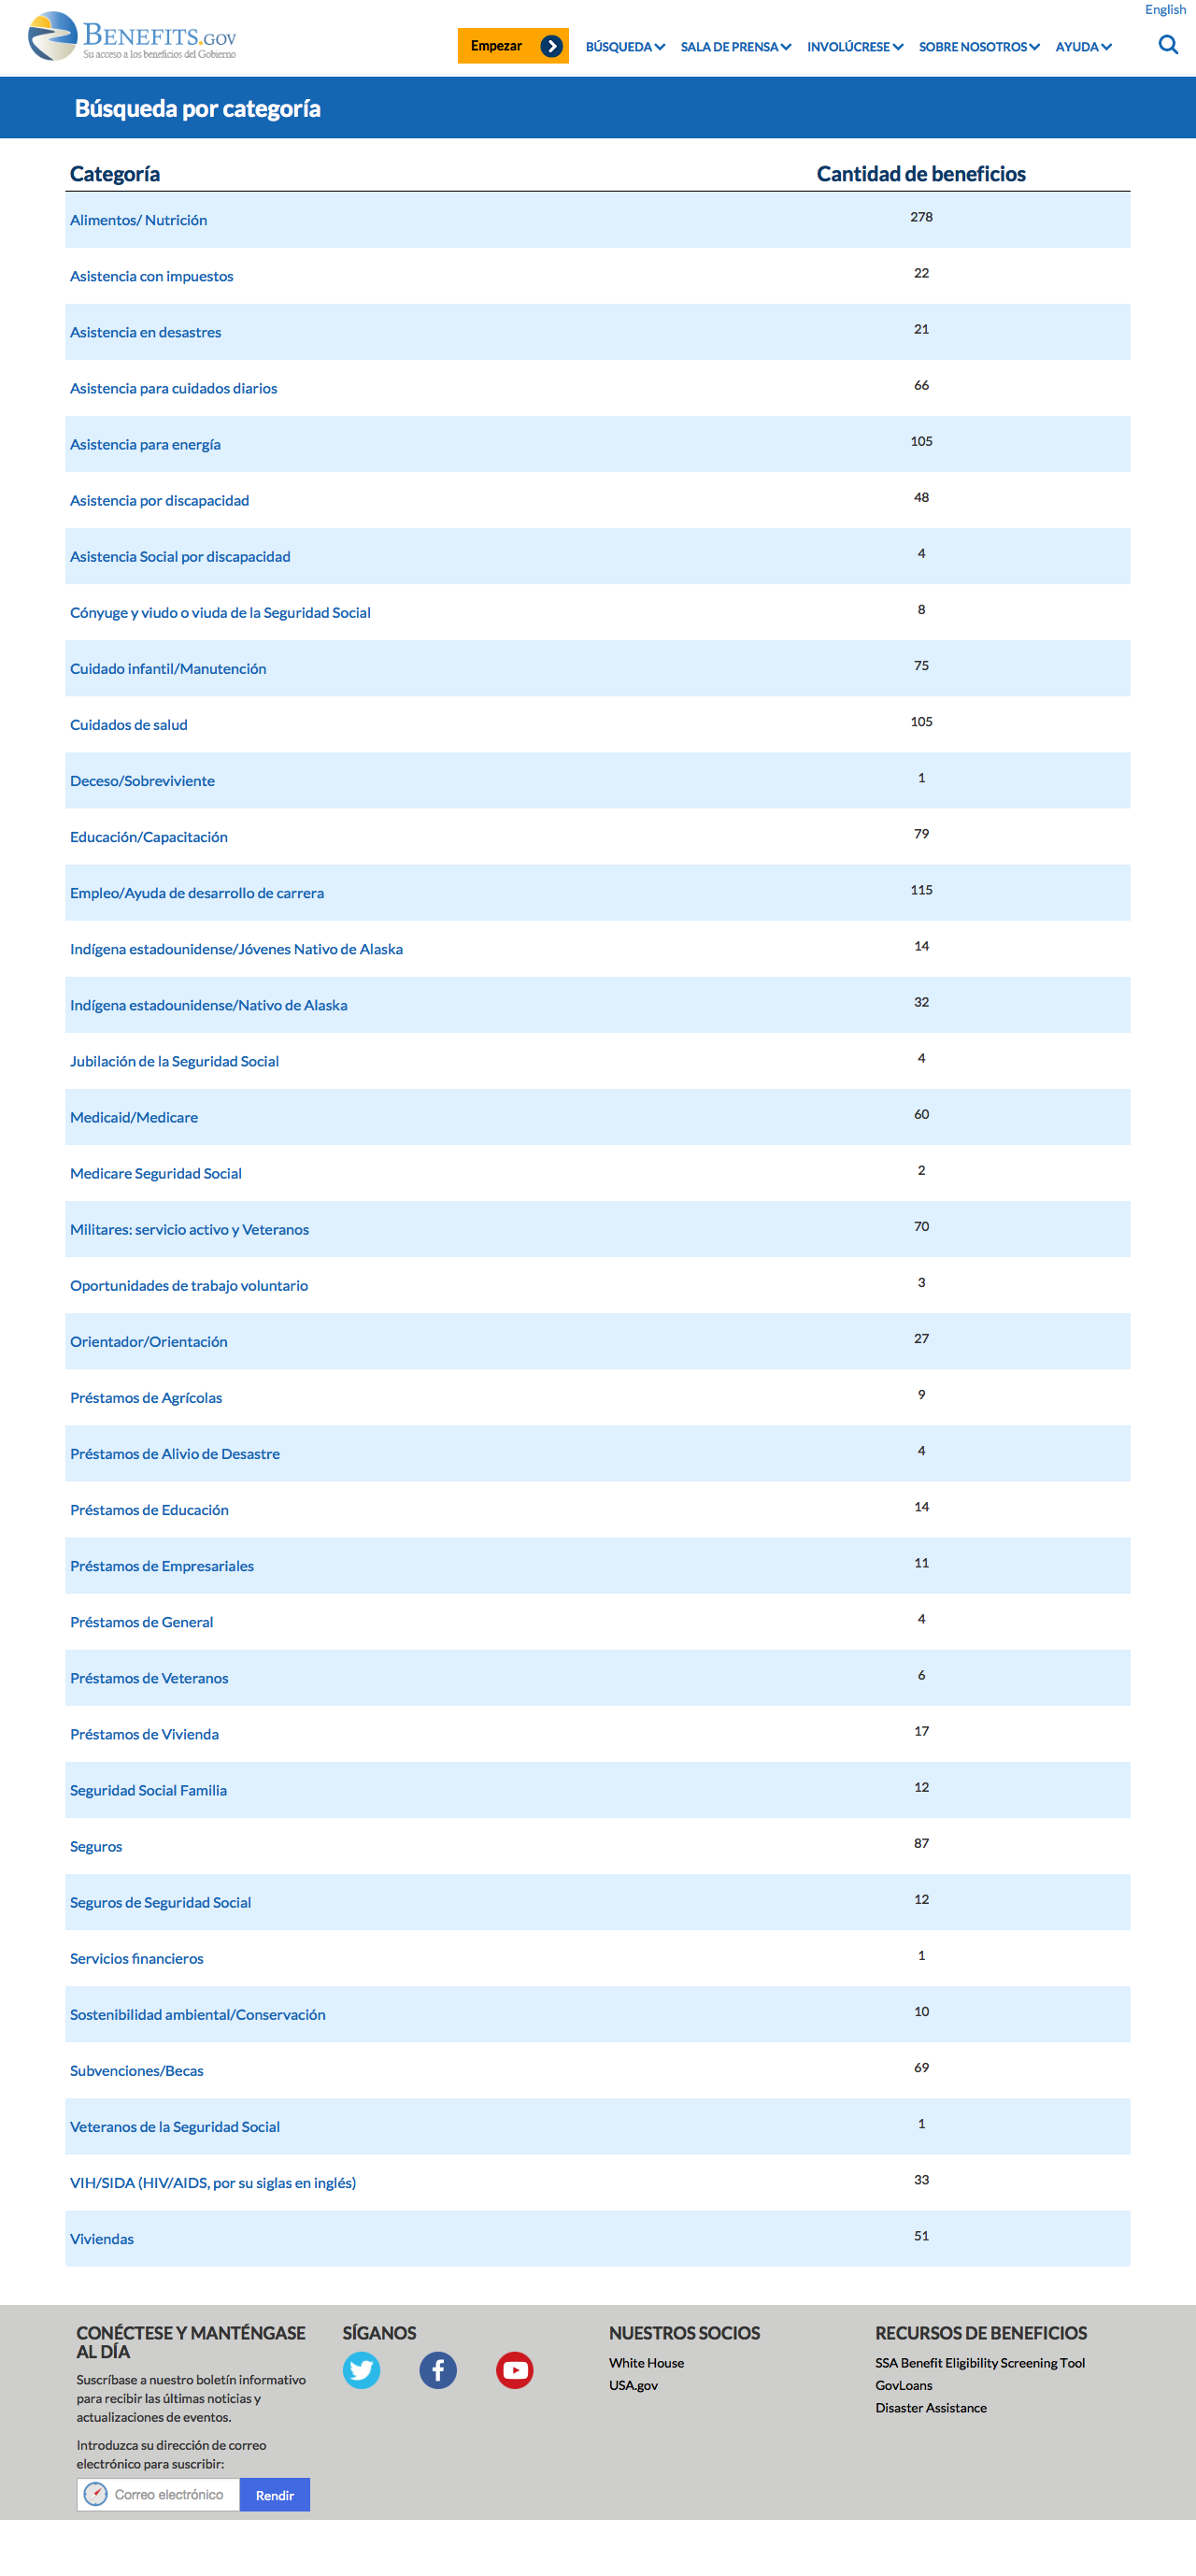 English
BENEFITS.GOV
Su acceso a los beneficios del Gobierno
Empezar
BÚSQUEDA
SALA DE PRENSA
INVOLÚCRESE
SOBRE NOSOTROS
AYUDA
Búsqueda por categoría
Categoría Cantidad de beneficios
Alimentos/ Nutrición 278
Asistencia con impuestos 22
Asistencia en desastres 21
Asistencia para cuidados diarios 66
Asistencia para energía 105
Asistencia por discapacidad 48
Asistencia Social por discapacidad 4
Cónyuge y viudo o viuda de la Seguridad Social 8
Cuidado infantil/Manutención 75
Cuidados de salud 105
Deceso/Sobreviviente 1
Educación/Capacitación 79
Empleo/Ayuda de desarrollo de carrera 115
Indígena estadounidense/Jóvenes Nativo de Alaska 14
Indígena estadounidense/Nativo de Alaska 32
Jubilación de la Seguridad Social 4
Medicaid/Medicare 60
Medicare Seguridad Social 2
Militares: servicio activo y Veteranos 70
Oportunidades de trabajo voluntario 3
Orientador/Orientación 27
Préstamos de Agrícolas 9
Préstamos de Alivio de Desastre 4
Préstamos de Educación 14
Préstamos de Empresariales 11
Préstamos de General 4
Préstamos de Veteranos 6
Préstamos de Vivienda 17
Seguridad Social Familia 12
Seguros 87
Seguros de Seguridad Social 12
Servicios financieros 1
Sostenibilidad ambiental/Conservación 10
Subvenciones/Becas 69
Veteranos de la Seguridad Social 1
VIH/SIDA (HIV/AIDS, por su siglas en inglés) 33
Viviendas 51
CONÉCTESE Y MANTÉNGASE
AL DÍA
Suscríbase a nuestro boletín informativo
para recibir las últimas noticias y
actualizaciones de eventos.
Introduzca su dirección de correo
electrónico para suscribir:
Correo electrónico
Rendir
SÍGANOS
NUESTROS SOCIOS
White House
USA.gov
RECURSOS DE BENEFICIOS
SSA Benefit Eligibility Screening Tool
GovLoans
Disaster Assistance